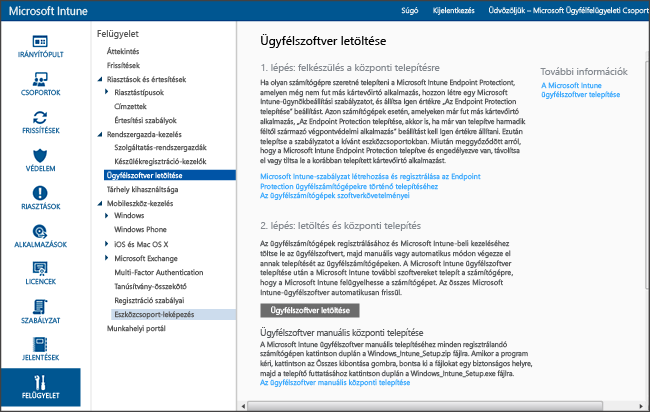 Microsoft Intune
Súgó Kijelentkezés Üdvözöljük – Microsoft Ügyfélfelügyeleti Csoport
IRÁNYÍTÓPULT
CSOPORTOK
FRISSÍTÉSEK
VÉDELEM
RIASZTÁSOK
ALKALMAZÁSOK
LICENCEK
SZABÁLYZAT
JELENTÉSEK
FELÜGYELET
Felügyelet
Áttekintés
Frissítések
Riasztások és értesítések
Riasztástípusok
Címzettek
Értesítési szabályok
Rendszergazda-kezelés
Szolgáltatás-rendszergazdák
Készülékregisztráció-kezelők
Ügyfélszoftver letöltése
Tárhely kihasználtsága
Mobileszköz-kezelés
Windows
Windows Phone
iOS és Mac OS X
Microsoft Exchange
Multi-Factor Authentication
Tanúsítvány-összekötő
Regisztráció szabályai
Eszközcsoport-leképezés
Munkahelyi portál
Ügyfélszoftver letöltése
1. lépés: felkészülés a központi telepítésre
Ha olyan számítógépre szeretné telepíteni a Microsoft Intune Endpoint Protectiont,
amelyen még nem fut más kártevőirtó alkalmazás, hozzon létre egy Microsoft
Intune-ügynökbeállítási szabályzatot, és állítsa Igen értékre „Az Endpoint Protection
telepítése” beállítást. Azon számítógépek esetén, amelyeken már fut más kártevőirtó
alkalmazás, „Az Endpoint Protection telepítése, akkor is, ha már van telepítve harmadik
féltől származó végpontvédelmi alkalmazás” beállítást kell Igen értékre állítani. Ezután
telepítse a szabályzatot a kívánt eszközcsoportokban. Miután meggyőződött arról,
hogy a Microsoft Intune Endpoint Protection telepítve és engedélyezve van, távolítsa
el vagy tiltsa le a korábban telepített kártevőirtó alkalmazást.
Microsoft Intune-szabályzat létrehozása és regisztrálása az Endpoint
Protection ügyfélszámítógépekre történő telepítéséhez
Az ügyfélszámítógépek szoftverkövetelményei
2. lépés: letöltés és központi telepítés
Az ügyfélszámítógépek regisztrálásához és Microsoft Intune-beli kezeléséhez
töltse le az ügyfélszoftvert, majd manuális vagy automatikus módon végezze el
annak telepítését az ügyfélszámítógépeken. A Microsoft Intune ügyfélszoftver
telepítése után a Microsoft Intune további szoftvereket telepít a számítógépre,
hogy a Microsoft Intune felügyelhesse a számítógépet. Az összes Microsoft
Intune-ügyfélszoftver automatikusan frissül.
Ügyfélszoftver letöltése
Ügyfélszoftver manuális központi telepítése
A Microsoft Intune ügyfélszoftver manuális telepítéséhez minden regisztrálandó
számítógépen kattintson duplán a Windows_Intune_Setup.zip fájlra. Amikor a program
kéri, kattintson az Összes kibontása gombra, bontsa ki a fájlokat egy biztonságos helyre,
majd a telepítő futtatásához kattintson duplán a Windows_Intune_Setup.exe fájlra.
Az ügyfélszoftver manuális központi telepítése
További információk
A Microsoft Intune
ügyfélszoftver telepítése